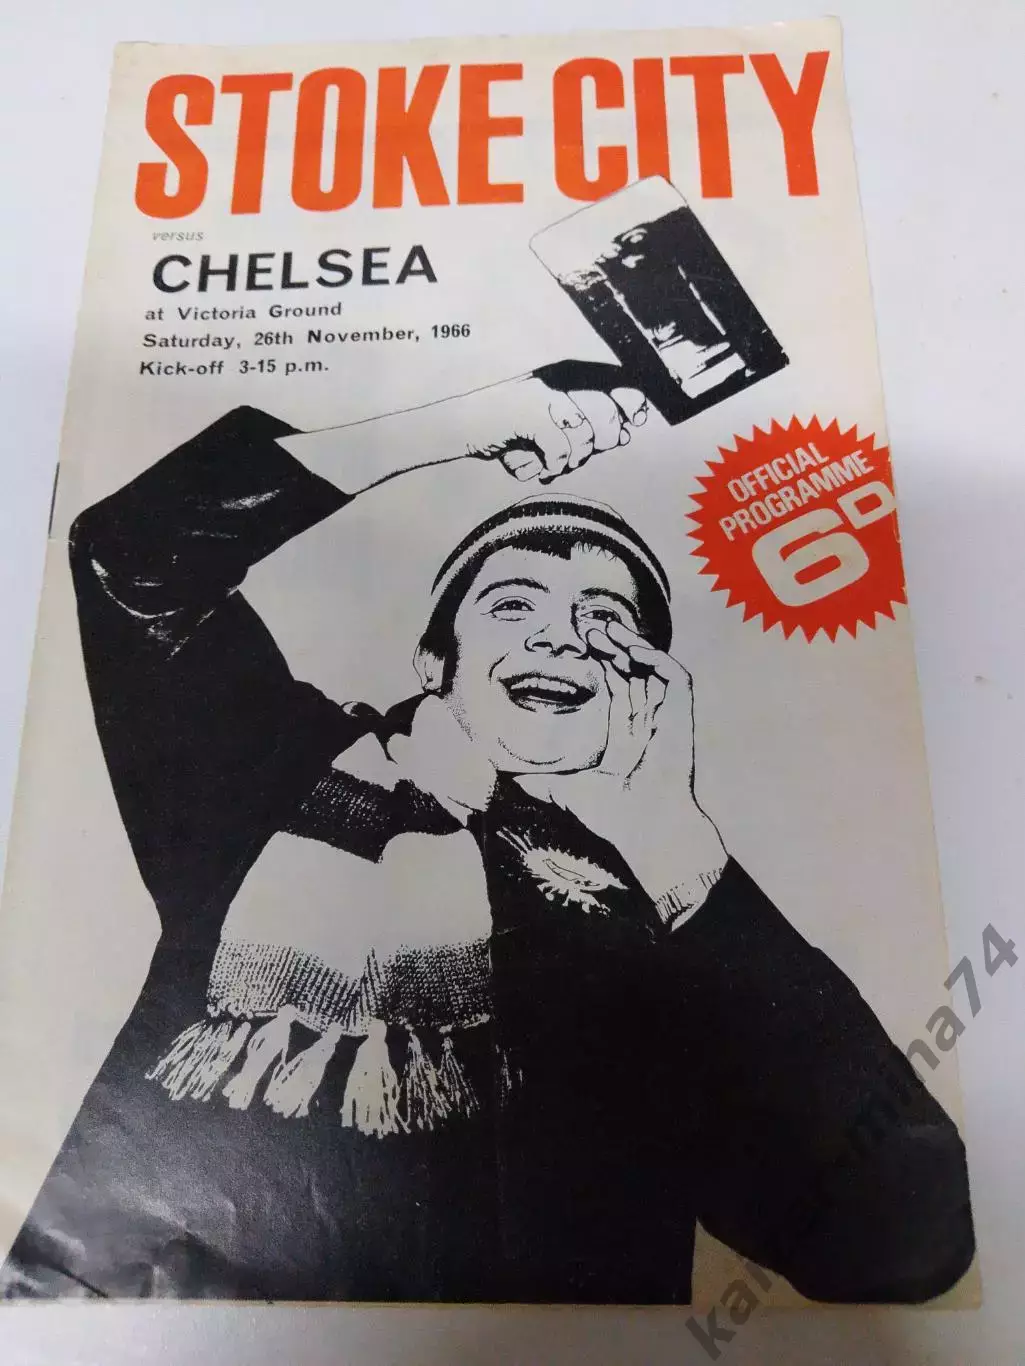 STOKE CITY
versus
CHELSEA
at Victoria Ground
Saturday, 26th November, 1966
Kick-off 3-15 p.m.
OFFICIAL
PROGRAMME
6D